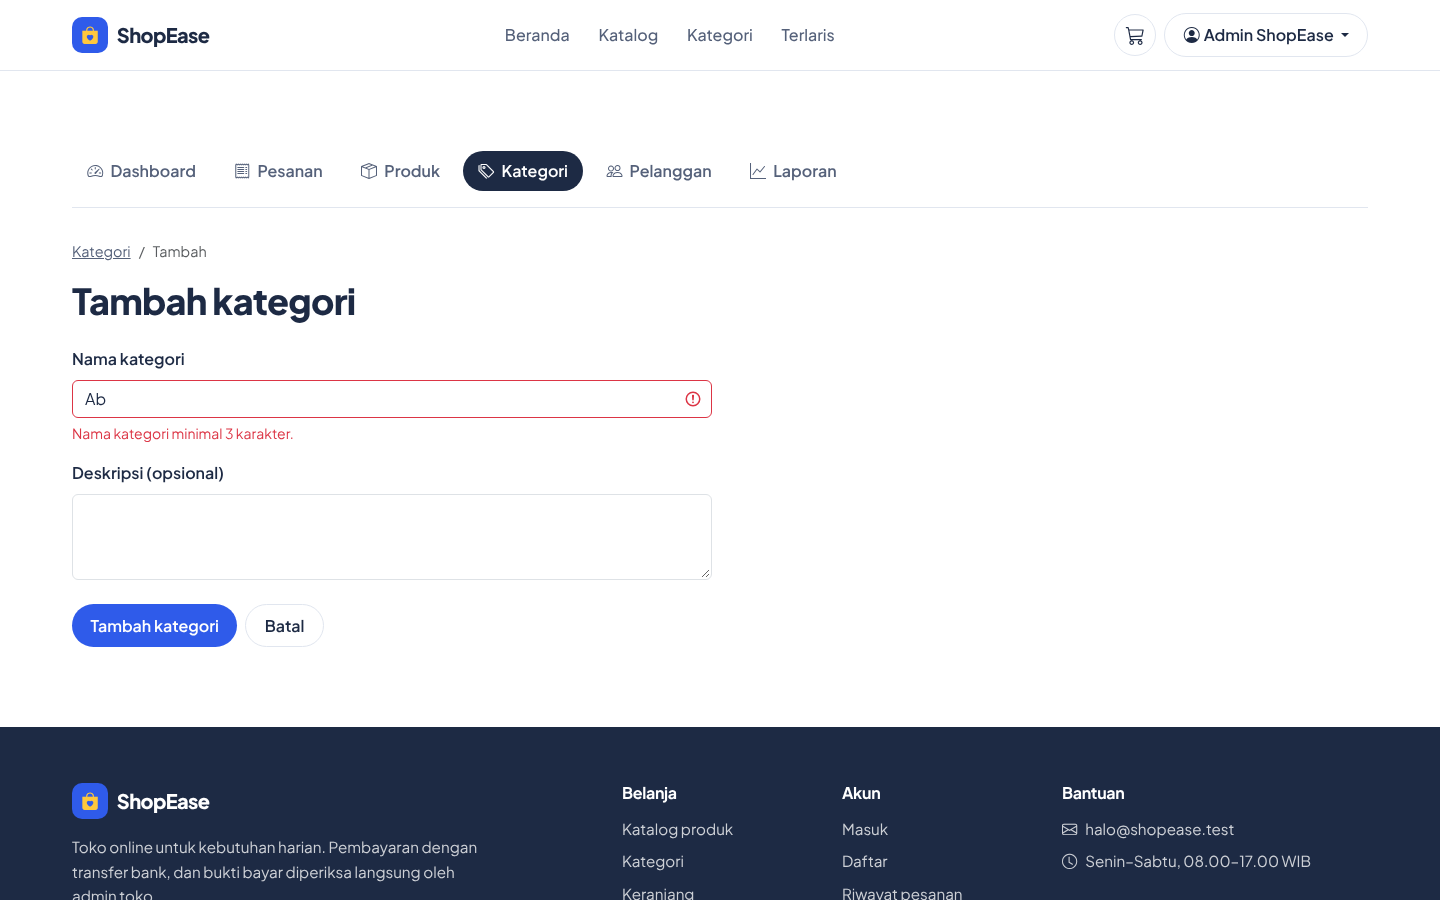 ShopEase
Beranda Katalog Kategori Terlaris
Admin ShopEase
Dashboard Pesanan Produk Kategori Pelanggan Laporan
Kategori / Tambah
Tambah kategori
Nama kategori
Ab
Nama kategori minimal 3 karakter.
Deskripsi (opsional)
Tambah kategori Batal
ShopEase
Toko online untuk kebutuhan harian. Pembayaran dengan
transfer bank, dan bukti bayar diperiksa langsung oleh
admin toko.
Belanja
Katalog produk
Kategori
Keranjang
Akun
Masuk
Daftar
Riwayat pesanan
Bantuan
halo@shopease.test
Senin–Sabtu, 08.00–17.00 WIB